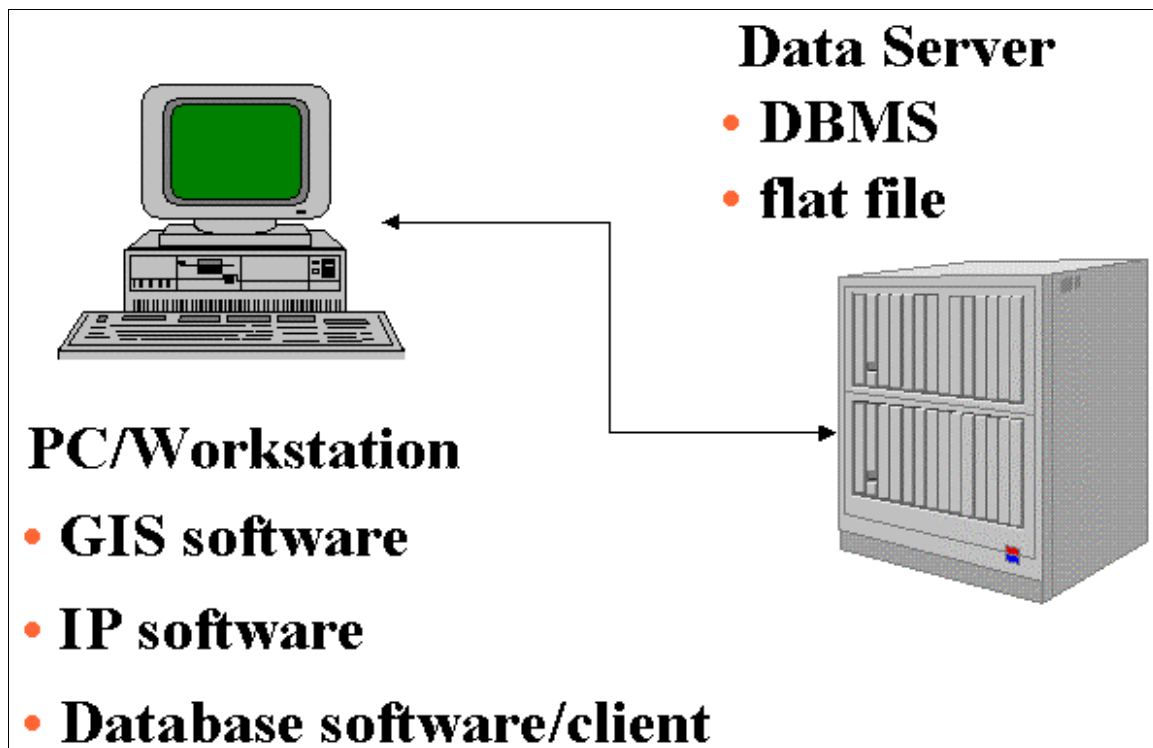 Data Server
• DBMS
• flat file
PC/Workstation
• GIS software
• IP software
• Database software/client